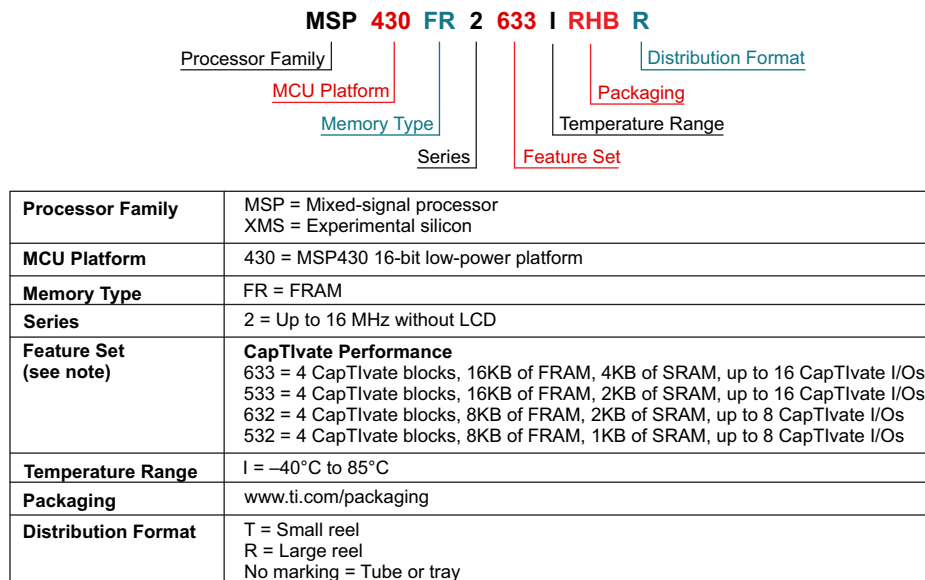 MSP 430 FR 2 633 I RHB R
Processor Family
Distribution Format
MCU Platform
Packaging
Memory Type
Temperature Range
Series
Feature Set
Processor Family
MSP = Mixed-signal processor
XMS = Experimental silicon
MCU Platform
430 = MSP430 16-bit low-power platform
Memory Type
FR = FRAM
Series
2 = Up to 16 MHz without LCD
Feature Set
(see note)
CapTIvate Performance
633 = 4 CapTIvate blocks, 16KB of FRAM, 4KB of SRAM, up to 16 CapTIvate I/Os
533 = 4 CapTIvate blocks, 16KB of FRAM, 2KB of SRAM, up to 16 CapTIvate I/Os
632 = 4 CapTIvate blocks, 8KB of FRAM, 2KB of SRAM, up to 8 CapTIvate I/Os
532 = 4 CapTIvate blocks, 8KB of FRAM, 1KB of SRAM, up to 8 CapTIvate I/Os
Temperature Range
I = –40°C to 85°C
Packaging
www.ti.com/packaging
Distribution Format
T = Small reel
R = Large reel
No marking = Tube or tray